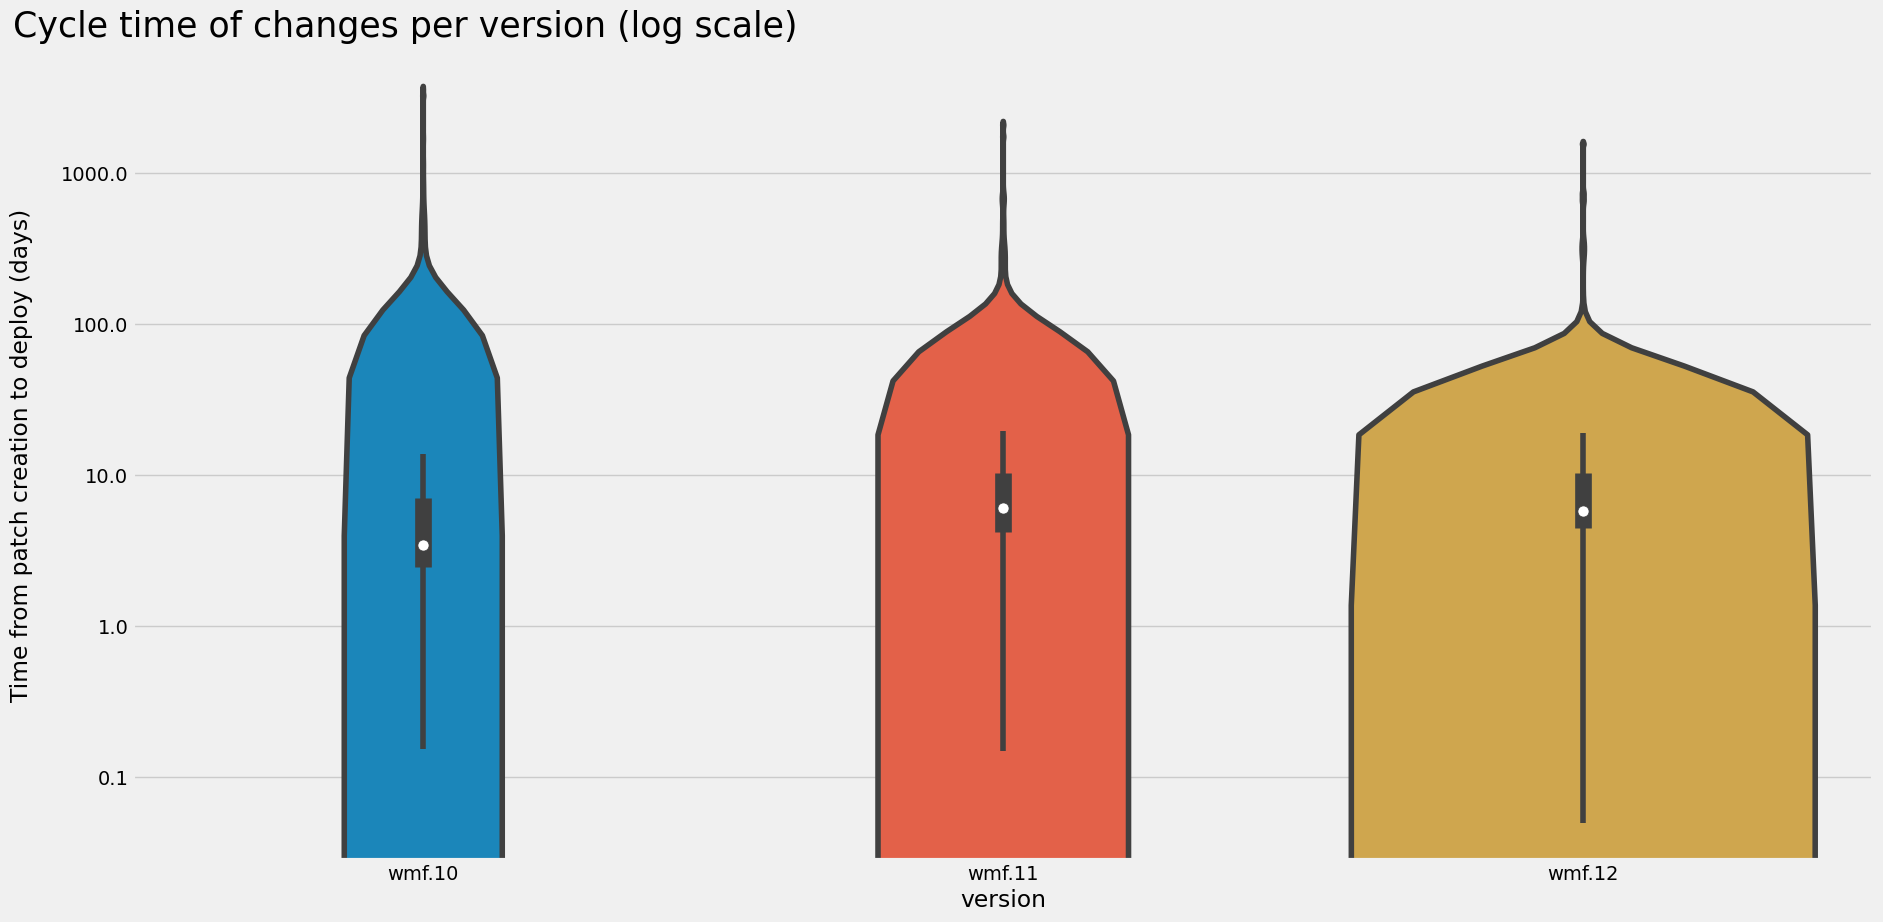 Cycle time of changes per version (log scale)
Time from patch creation to deploy (days)
1000.0
100.0
10.0
1.0
0.1
wmf.10
wmf.11
wmf.12
version